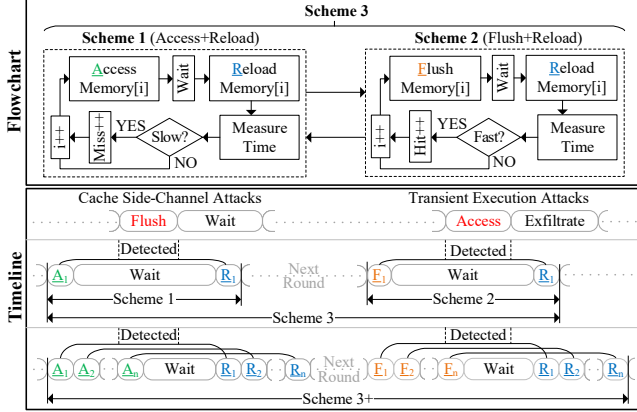 Scheme 3
Flowchart
Scheme 1 (Access+Reload)
Scheme 2 (Flush+Reload)
Access
Memory[i]
Wait
Reload
Memory[i]
i++
Miss++
YES
Slow?
NO
Measure
Time
Flush
Memory[i]
Wait
Reload
Memory[i]
i++
Hit++
YES
Fast?
NO
Measure
Time
Timeline
Cache Side-Channel Attacks
Transient Execution Attacks
Flush
Wait
Access
Exfiltrate
Detected
Detected
A1
Wait
R1
Next
Round
F1
Wait
R1
Scheme 1
Scheme 2
Scheme 3
Detected
Detected
A1
A2
An
Wait
R1
R2
Rn
Next
Round
F1
F2
Fn
Wait
R1
R2
Rn
Scheme 3+